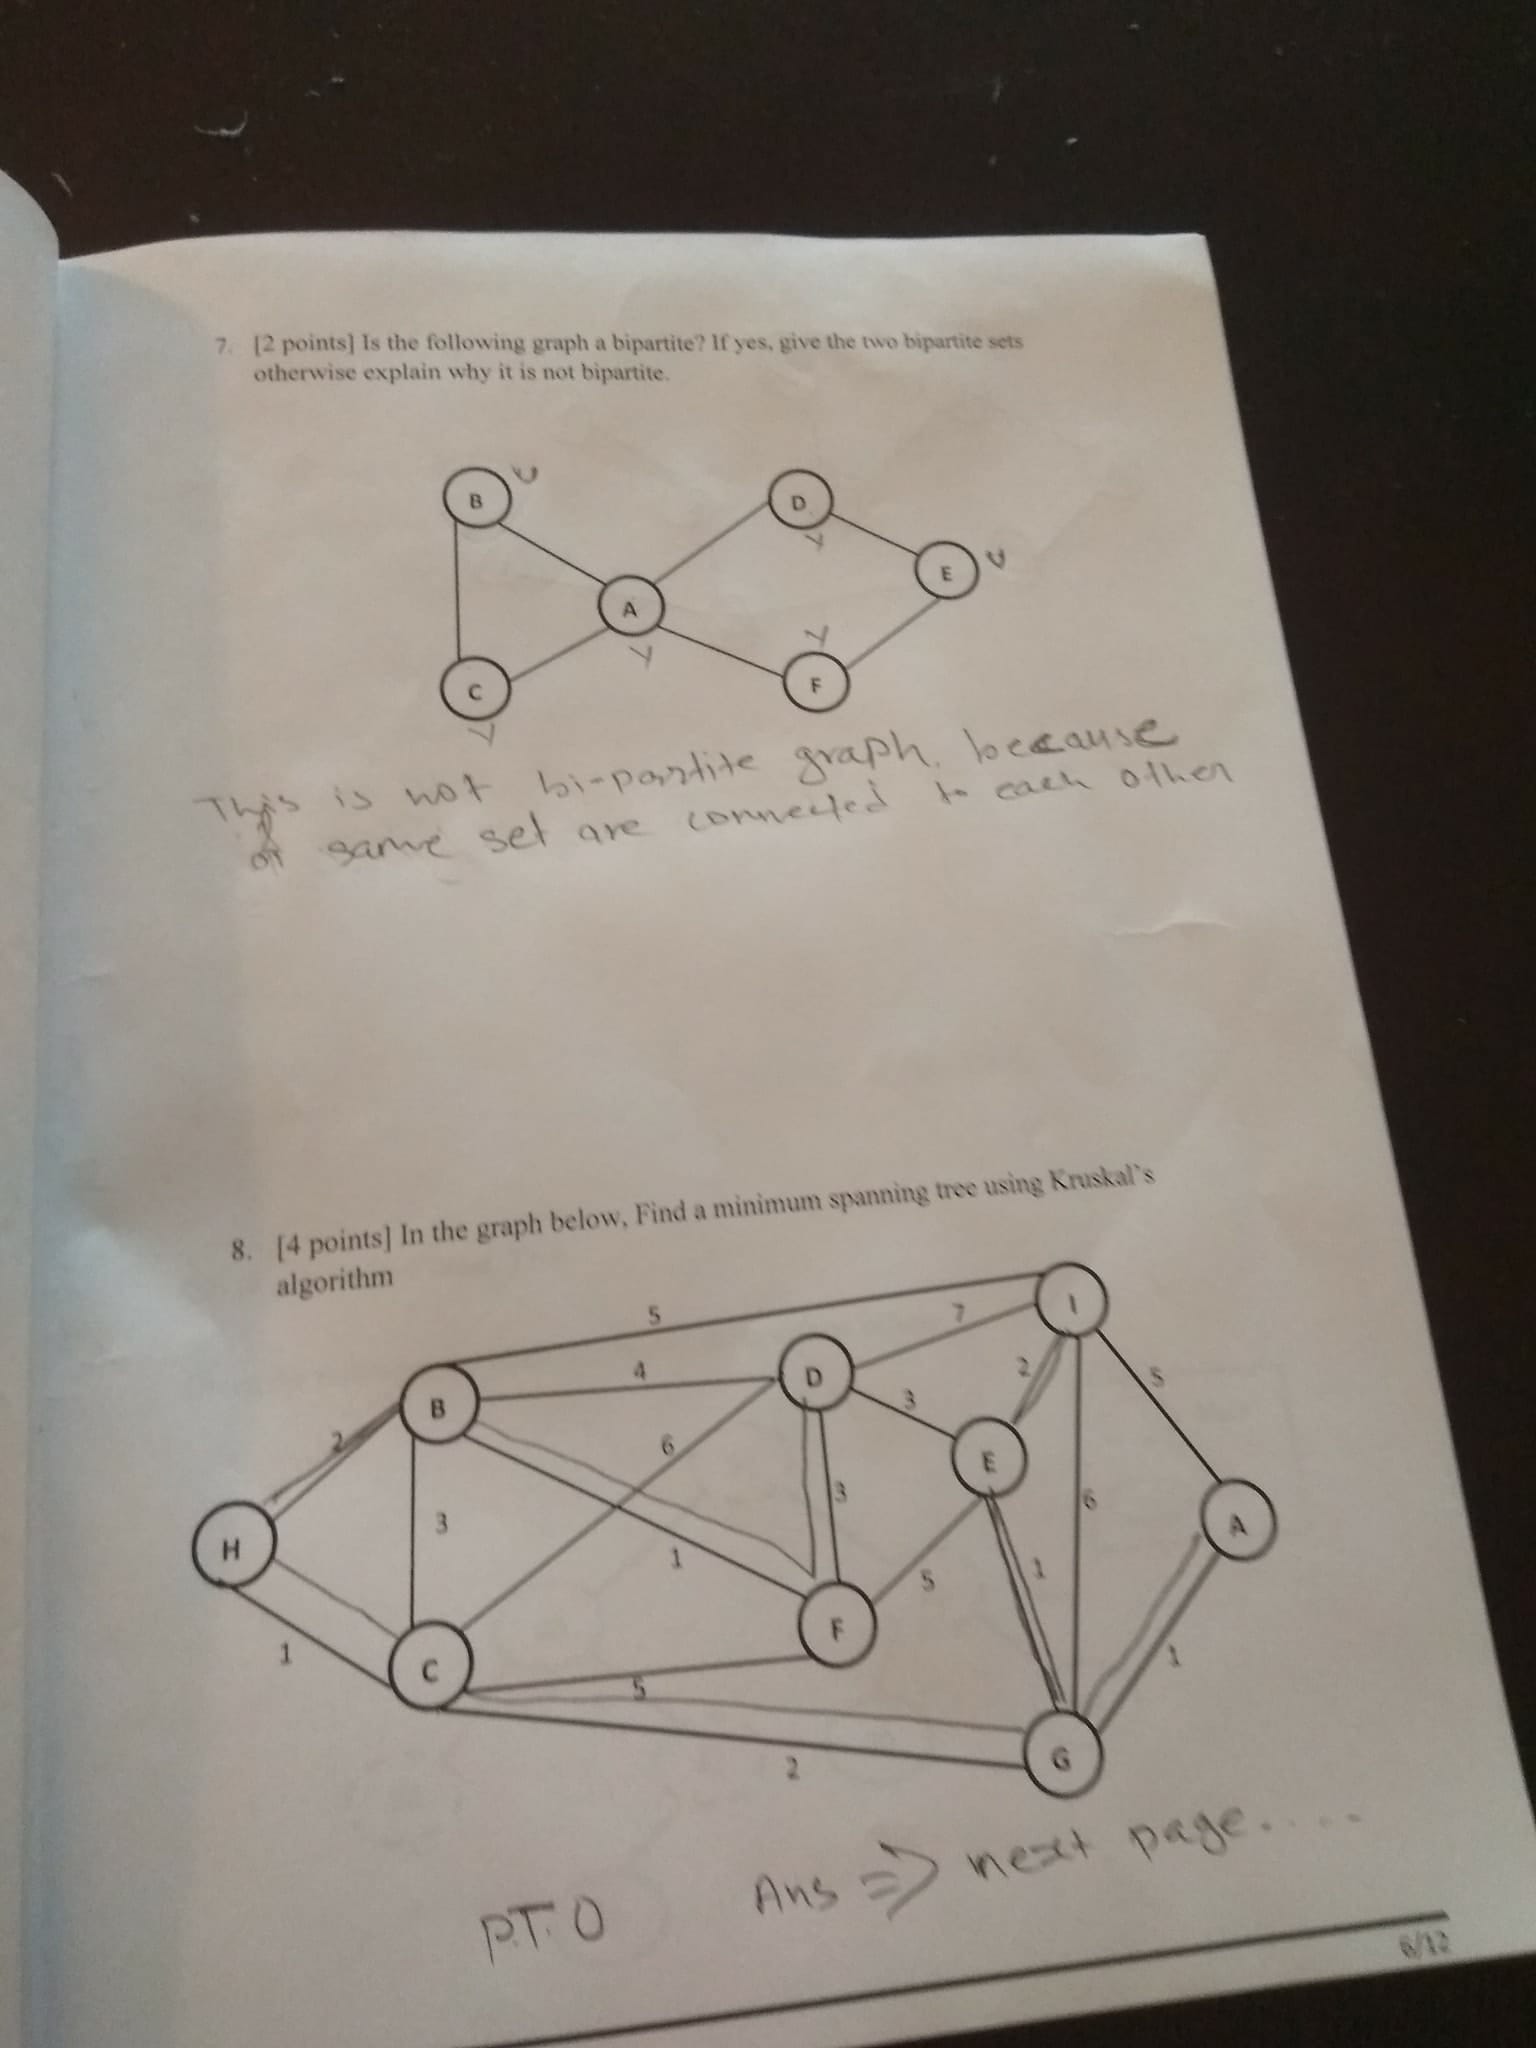 7. [2 points] Is the following graph a bipartite? If yes, give the two bipartite sets
otherwise explain why it is not bipartite.
B
D
E
A
C
F
This is not bi-partite graph, because
of same set are connected to each other
8. [4 points] In the graph below, Find a minimum spanning tree using Kruskal's
algorithm
5
7
I
4
D
2
5
B
3
2
6
E
3
6
A
H
3
1
1
5
1
F
C
1
5
G
2
Ans ⇒ next page.....
P.T.O
6/12